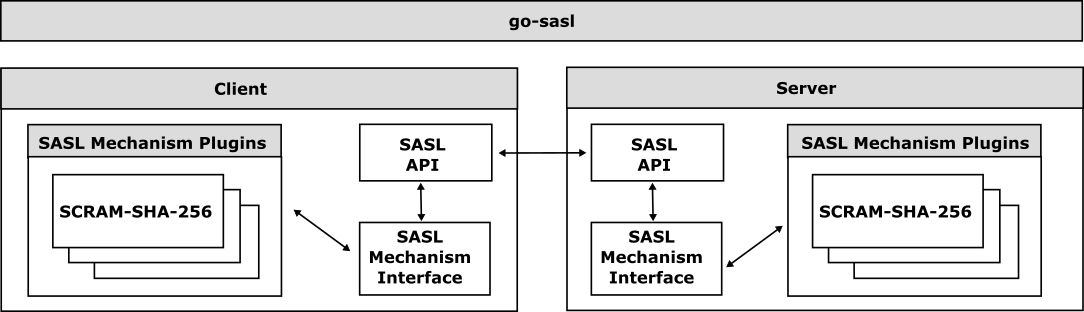 go-sasl
Client
SASL Mechanism Plugins
SCRAM-SHA-256
SASL
API
SASL
Mechanism
Interface
Server
SASL
API
SASL
Mechanism
Interface
SASL Mechanism Plugins
SCRAM-SHA-256